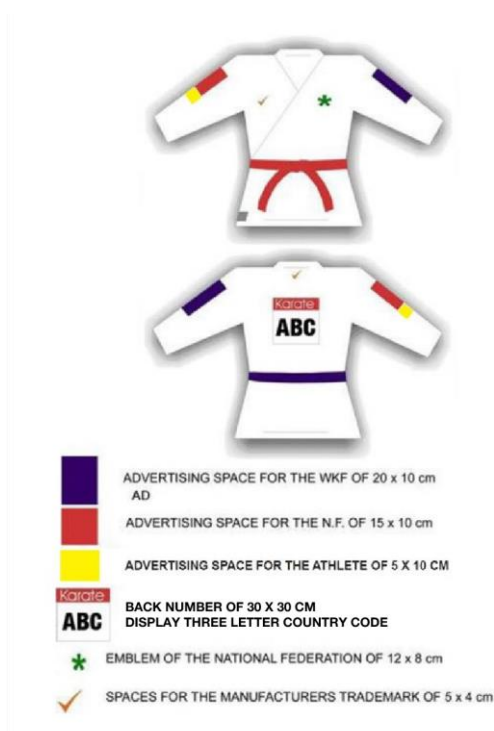 Karate
ABC
ADVERTISING SPACE FOR THE WKF OF 20 x 10 cm
AD
ADVERTISING SPACE FOR THE N.F. OF 15 x 10 cm
ADVERTISING SPACE FOR THE ATHLETE OF 5 X 10 CM
Karate
ABC
BACK NUMBER OF 30 X 30 CM
DISPLAY THREE LETTER COUNTRY CODE
EMBLEM OF THE NATIONAL FEDERATION OF 12 x 8 cm
SPACES FOR THE MANUFACTURERS TRADEMARK OF 5 x 4 cm